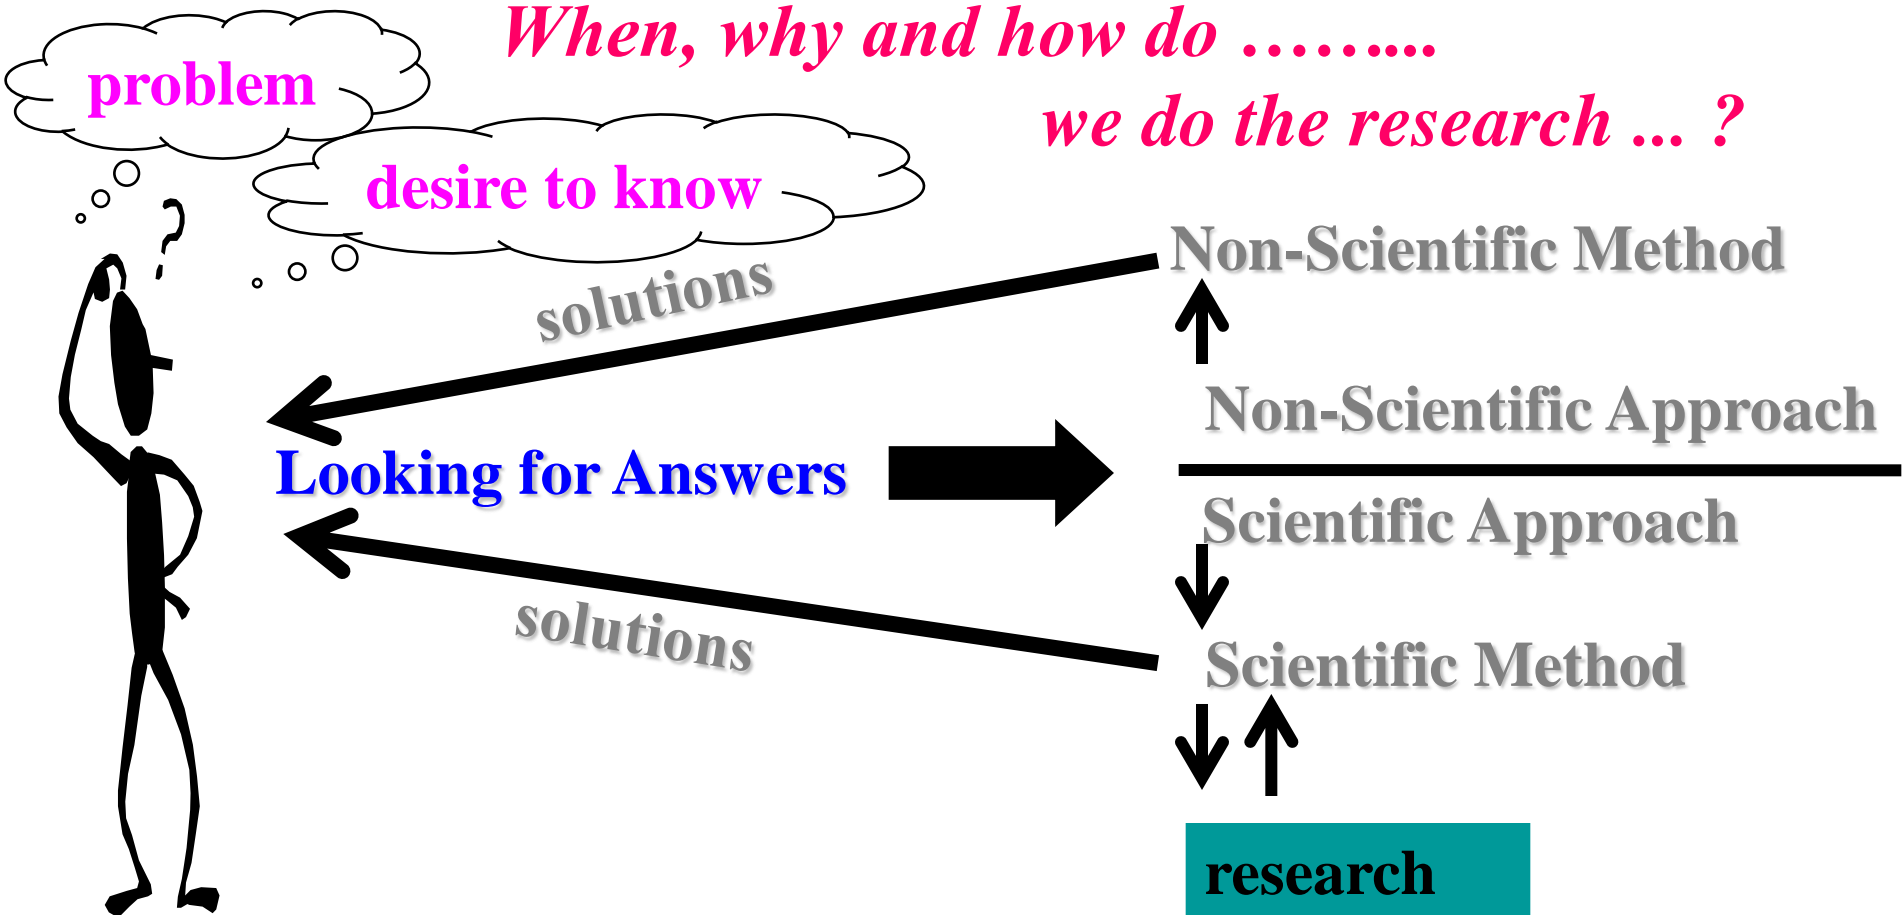 When, why and how do ……....
we do the research ... ?
problem
desire to know
?
solutions
Non-Scientific Method
Non-Scientific Approach
Looking for Answers
Scientific Approach
solutions
Scientific Method
research